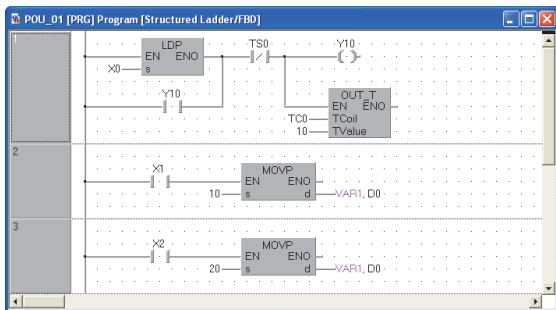 POU_01 [PRG] Program [Structured Ladder/FBD]
1
LDP TS0 Y10
EN ENO
X0 s
Y10
OUT_T
EN ENO
TC0 TCoil
10 TValue
2
X1 MOVP
EN ENO
10 s d VAR1, D0
3
X2 MOVP
EN ENO
20 s d VAR1, D0